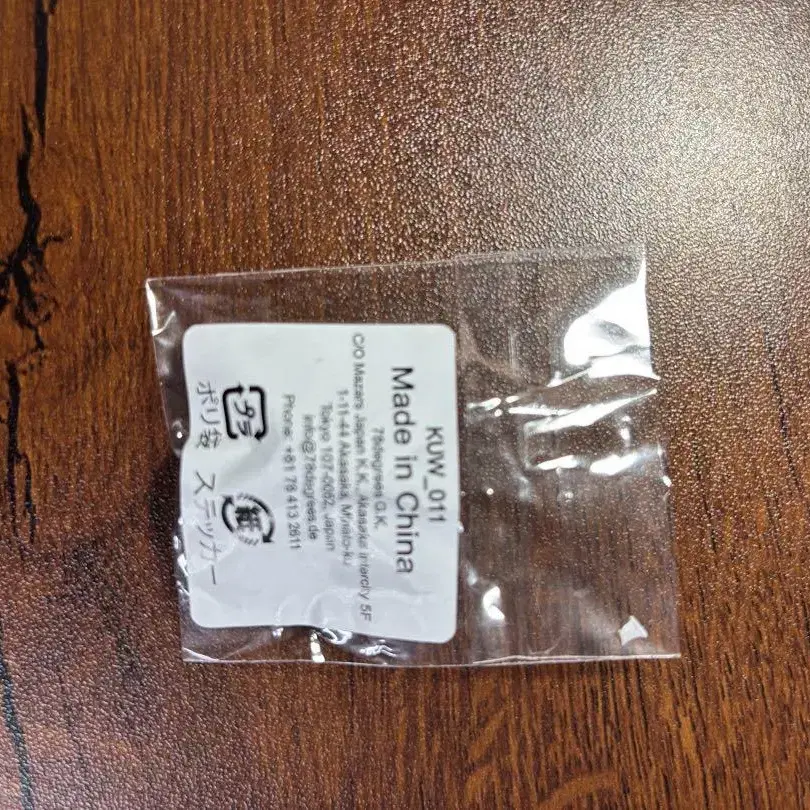 KUW_011
Made in China
78degrees G.K.
C/O Mazars Japan K.K. Akasaka Intercity 5F
1-11-44 Akasaka, Minato-ku
Tokyo 107-0052, Japan
info@78degrees.de
Phone: +81 78 413 2611
プラ 紙
ポリ袋 ステッカー